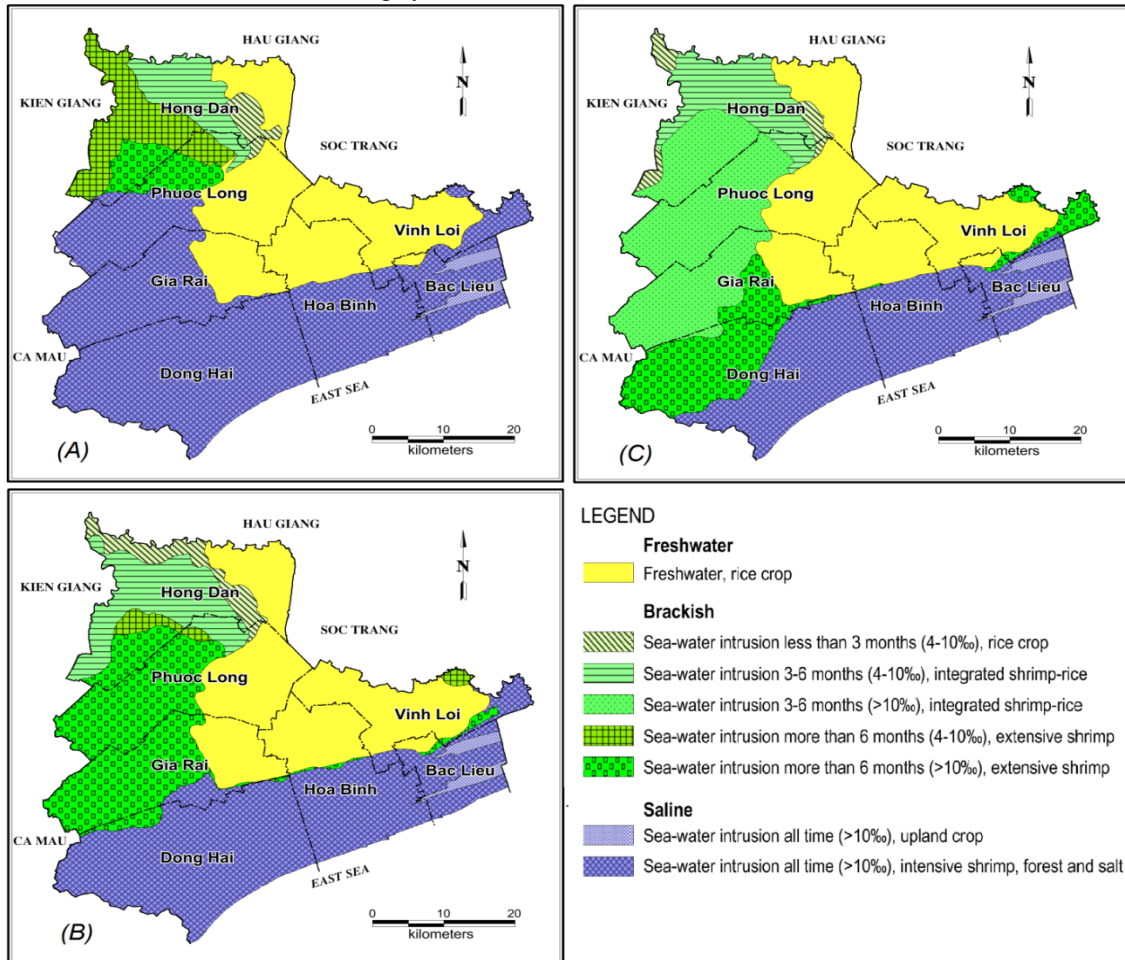 HAU GIANG
N
KIEN GIANG
Hong Dan
SOC TRANG
Phuoc Long
Vinh Loi
Gia Rai
Bac Lieu
Hoa Binh
CA MAU
Dong Hai
EAST SEA
0 10 20
kilometers
(A)
HAU GIANG
N
KIEN GIANG
Hong Dan
SOC TRANG
Phuoc Long
Vinh Loi
Gia Rai
Bac Lieu
Hoa Binh
CA MAU
Dong Hai
EAST SEA
0 10 20
kilometers
(C)
HAU GIANG
N
KIEN GIANG
Hong Dan
SOC TRANG
Phuoc Long
Vinh Loi
Gia Rai
Bac Lieu
Hoa Binh
CA MAU
Dong Hai
EAST SEA
0 10 20
kilometers
(B)
LEGEND
Freshwater
Freshwater, rice crop
Brackish
Sea-water intrusion less than 3 months (4-10‰), rice crop
Sea-water intrusion 3-6 months (4-10‰), integrated shrimp-rice
Sea-water intrusion 3-6 months (>10‰), integrated shrimp-rice
Sea-water intrusion more than 6 months (4-10‰), extensive shrimp
Sea-water intrusion more than 6 months (>10‰), extensive shrimp
Saline
Sea-water intrusion all time (>10‰), upland crop
Sea-water intrusion all time (>10‰), intensive shrimp, forest and salt